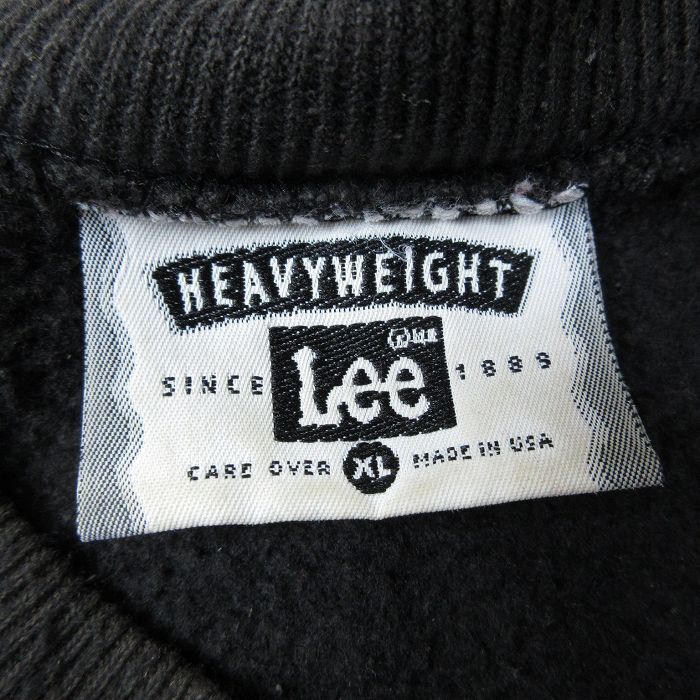 HEAVYWEIGHT
Lee
SINCE 1889
CARE OVER XL MADE IN USA